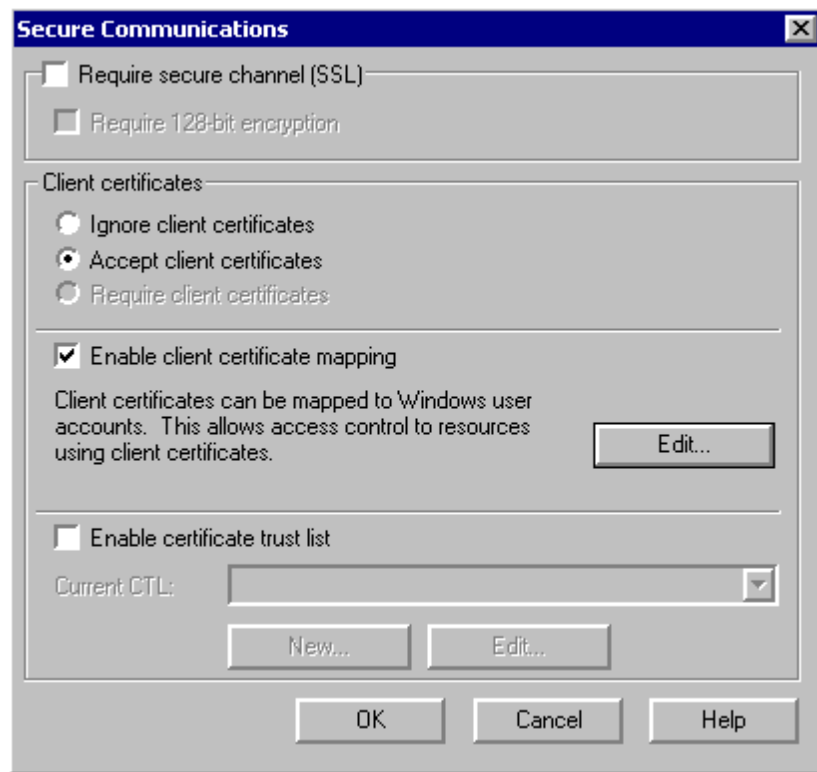 Secure Communications
Require secure channel (SSL)
Require 128-bit encryption
Client certificates
Ignore client certificates
Accept client certificates
Require client certificates
Enable client certificate mapping
Client certificates can be mapped to Windows user
accounts.  This allows access control to resources
using client certificates.
Edit...
Enable certificate trust list
Current CTL:
New...
Edit...
OK
Cancel
Help